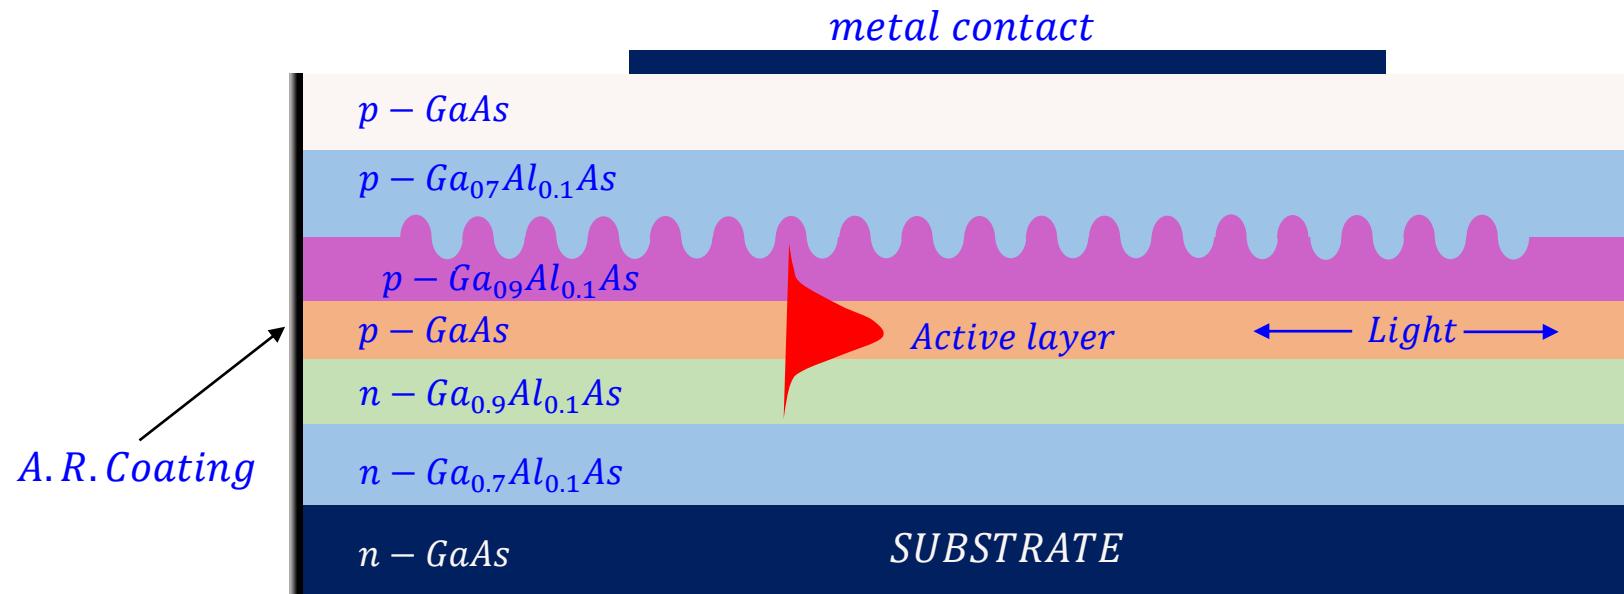 metal contact
p − GaAs
p − Ga₀₇Al₀.₁As
p − Ga₀₉Al₀.₁As
p − GaAs
Active layer
Light
n − Ga₀.₉Al₀.₁As
A. R. Coating
n − Ga₀.₇Al₀.₁As
n − GaAs
SUBSTRATE